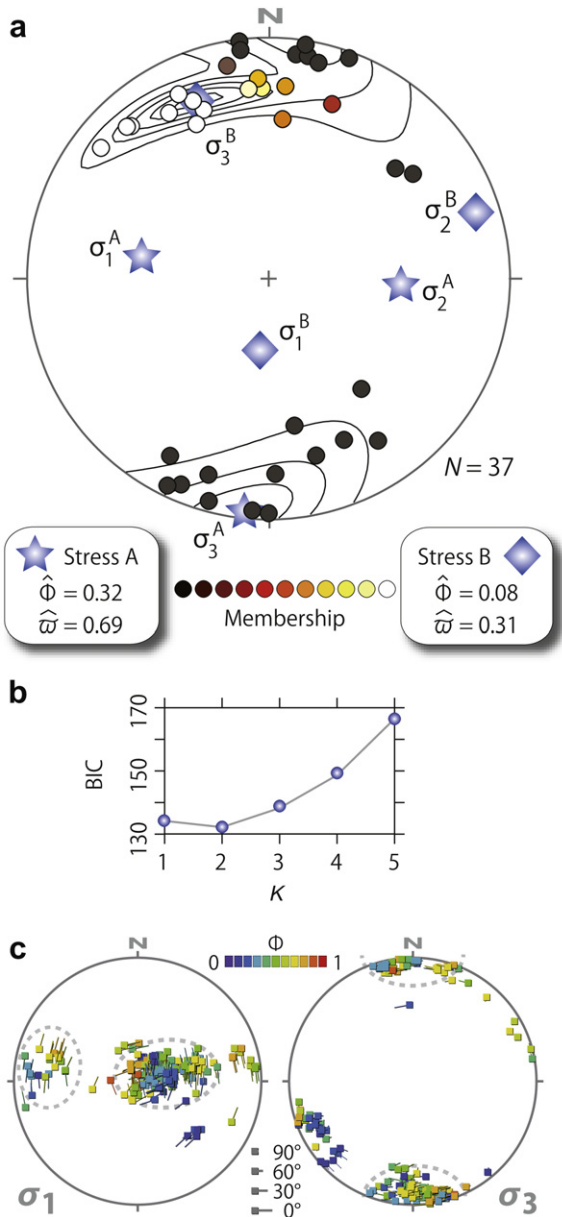 a
N
σ₃ᴮ
σ₂ᴮ
σ₁ᴬ
σ₂ᴬ
σ₁ᴮ
N = 37
σ₃ᴬ
Stress A
Φ̂ = 0.32
ϖ̂ = 0.69
Membership
Stress B
Φ̂ = 0.08
ϖ̂ = 0.31
b
170
150
130
BIC
1 2 3 4 5
K
c
N
Φ
0 1
N
90°
60°
30°
0°
σ₁
σ₃